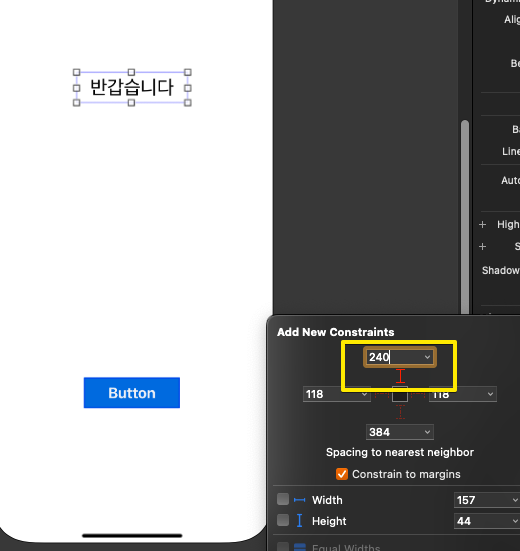 Dynamic
Alig
반갑습니다
Be
Ba
Line
Auto
High
S
Shadow
Add New Constraints
240
118
118
384
Spacing to nearest neighbor
Constrain to margins
Button
Width
157
Height
44
Equal Widths